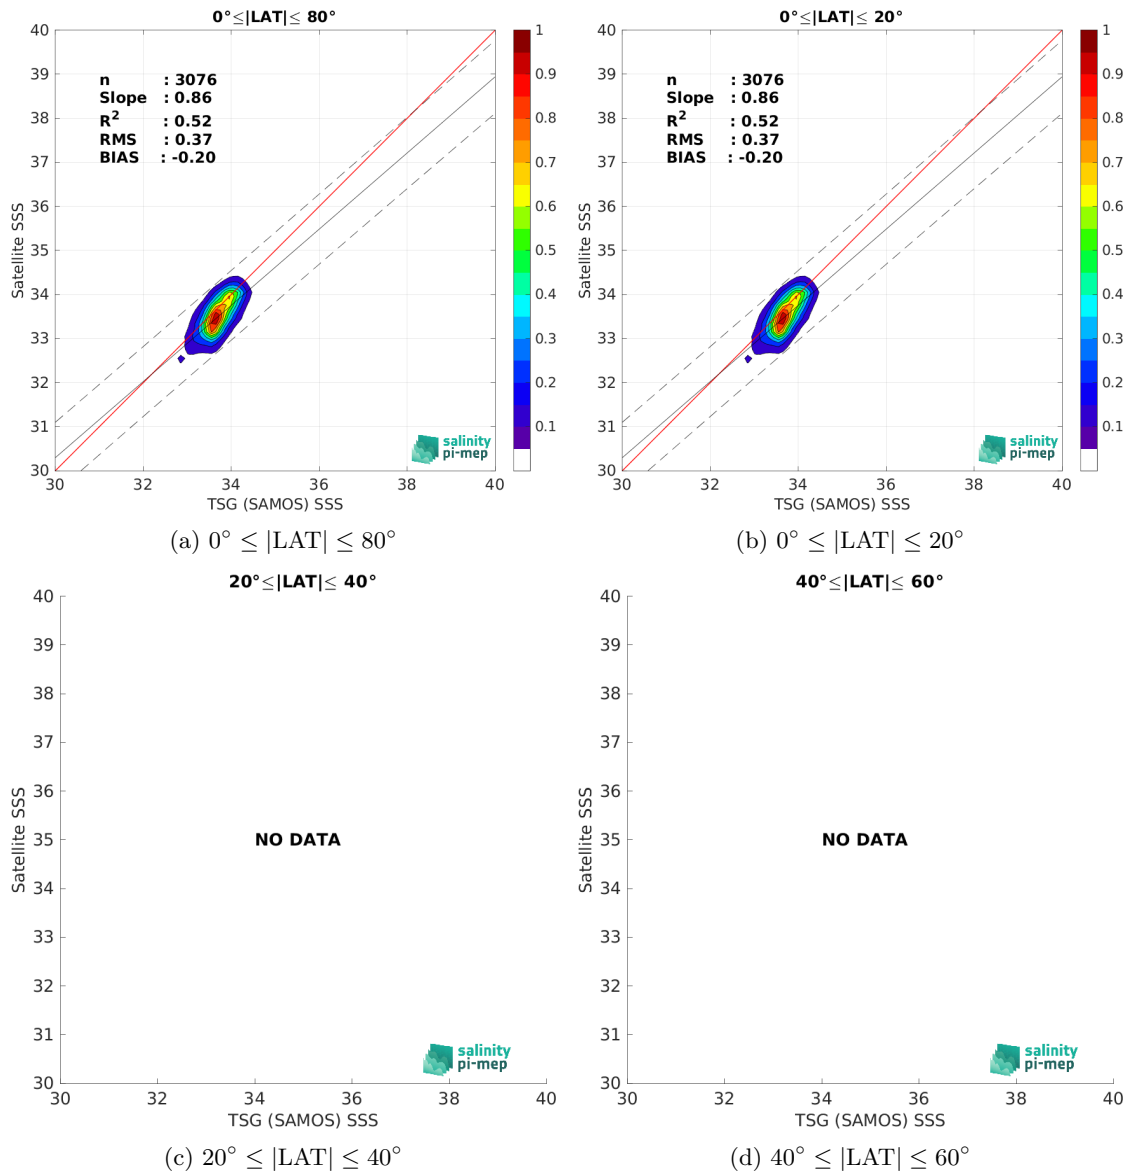 0°≤|LAT|≤ 80°
40
39
38
37
36
35
34
33
32
31
30
Satellite SSS
n : 3076
Slope : 0.86
R² : 0.52
RMS : 0.37
BIAS : -0.20
salinity
pi-mep
30 32 34 36 38 40
TSG (SAMOS) SSS
1
0.9
0.8
0.7
0.6
0.5
0.4
0.3
0.2
0.1
(a) 0° ≤ |LAT| ≤ 80°
0°≤|LAT|≤ 20°
40
39
38
37
36
35
34
33
32
31
30
Satellite SSS
n : 3076
Slope : 0.86
R² : 0.52
RMS : 0.37
BIAS : -0.20
salinity
pi-mep
30 32 34 36 38 40
TSG (SAMOS) SSS
1
0.9
0.8
0.7
0.6
0.5
0.4
0.3
0.2
0.1
(b) 0° ≤ |LAT| ≤ 20°
20°≤|LAT|≤ 40°
40
39
38
37
36
35
34
33
32
31
30
Satellite SSS
NO DATA
salinity
pi-mep
30 32 34 36 38 40
TSG (SAMOS) SSS
(c) 20° ≤ |LAT| ≤ 40°
40°≤|LAT|≤ 60°
40
39
38
37
36
35
34
33
32
31
30
Satellite SSS
NO DATA
salinity
pi-mep
30 32 34 36 38 40
TSG (SAMOS) SSS
(d) 40° ≤ |LAT| ≤ 60°